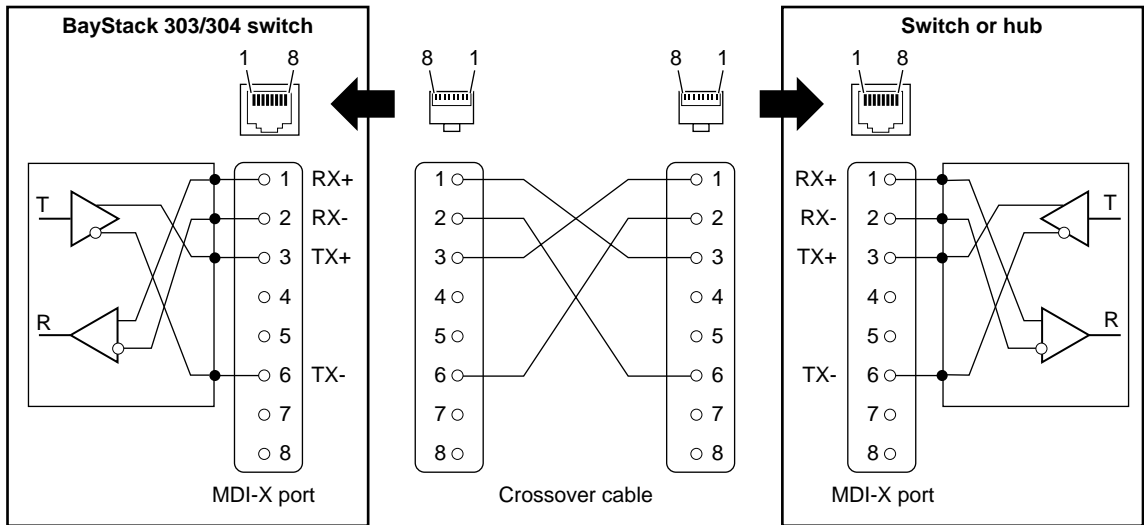 BayStack 303/304 switch
Switch or hub
1 8
8 1
8 1
1 8
1 RX+
1
1
RX+ 1
T
2 RX-
2
2
RX- 2
T
3 TX+
3
3
TX+ 3
4
4
4
4
R
5
5
5
5
R
6 TX-
6
6
TX- 6
7
7
7
7
8
8
8
8
MDI-X port
Crossover cable
MDI-X port